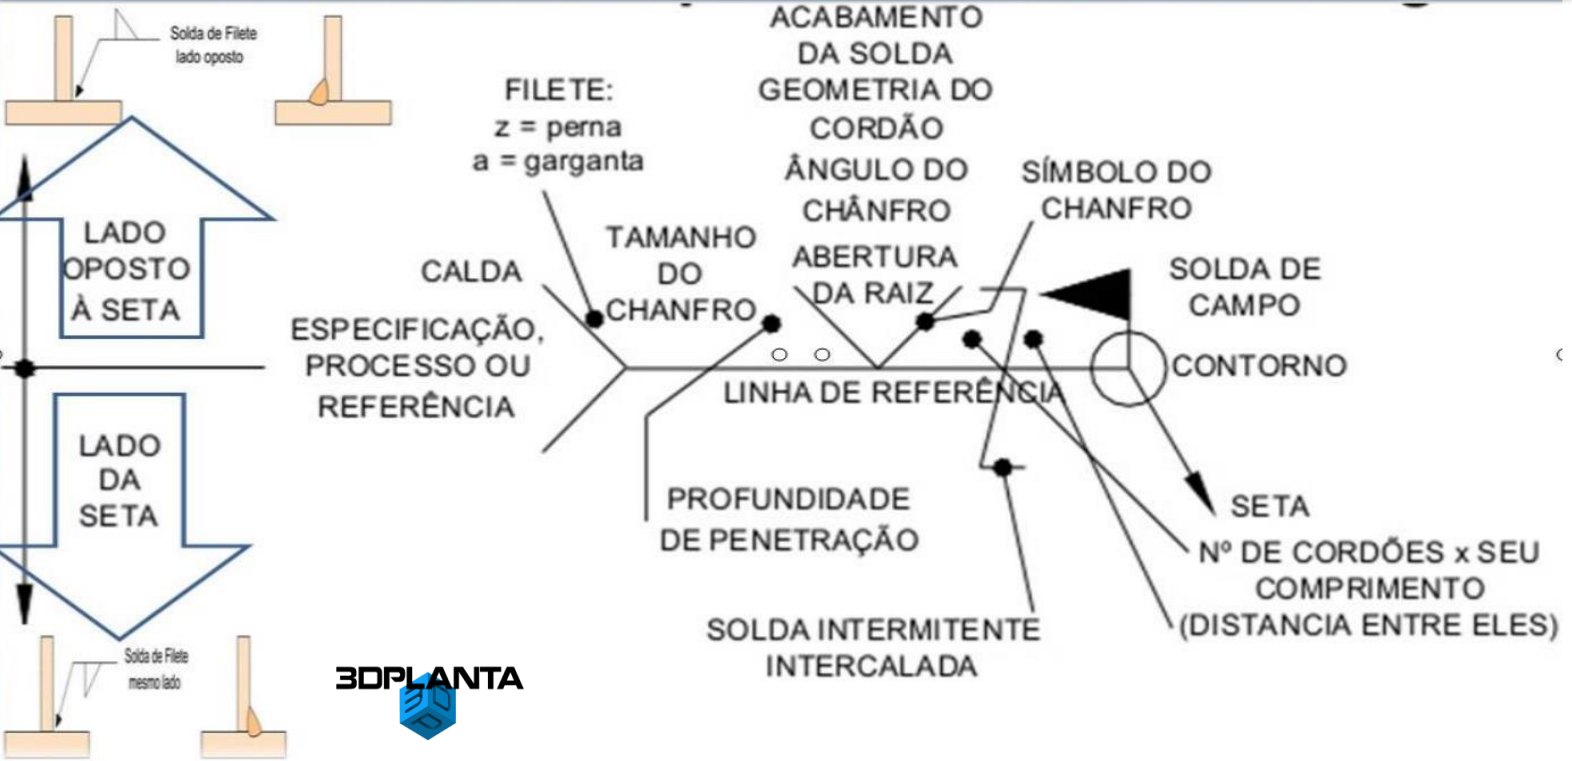 Solda de Filete
lado oposto
LADO
OPOSTO
À SETA
LADO
DA
SETA
Solda de Filete
mesmo lado
FILETE:
z = perna
a = garganta
CALDA
ESPECIFICAÇÃO,
PROCESSO OU
REFERÊNCIA
TAMANHO
DO
CHANFRO
ACABAMENTO
DA SOLDA
GEOMETRIA DO
CORDÃO
ÂNGULO DO
CHÂNFRO
ABERTURA
DA RAIZ
SÍMBOLO DO
CHANFRO
SOLDA DE
CAMPO
CONTORNO
LINHA DE REFERÊNCIA
PROFUNDIDADE
DE PENETRAÇÃO
SETA
Nº DE CORDÕES x SEU
COMPRIMENTO
(DISTANCIA ENTRE ELES)
SOLDA INTERMITENTE
INTERCALADA
3DPLANTA
3DP